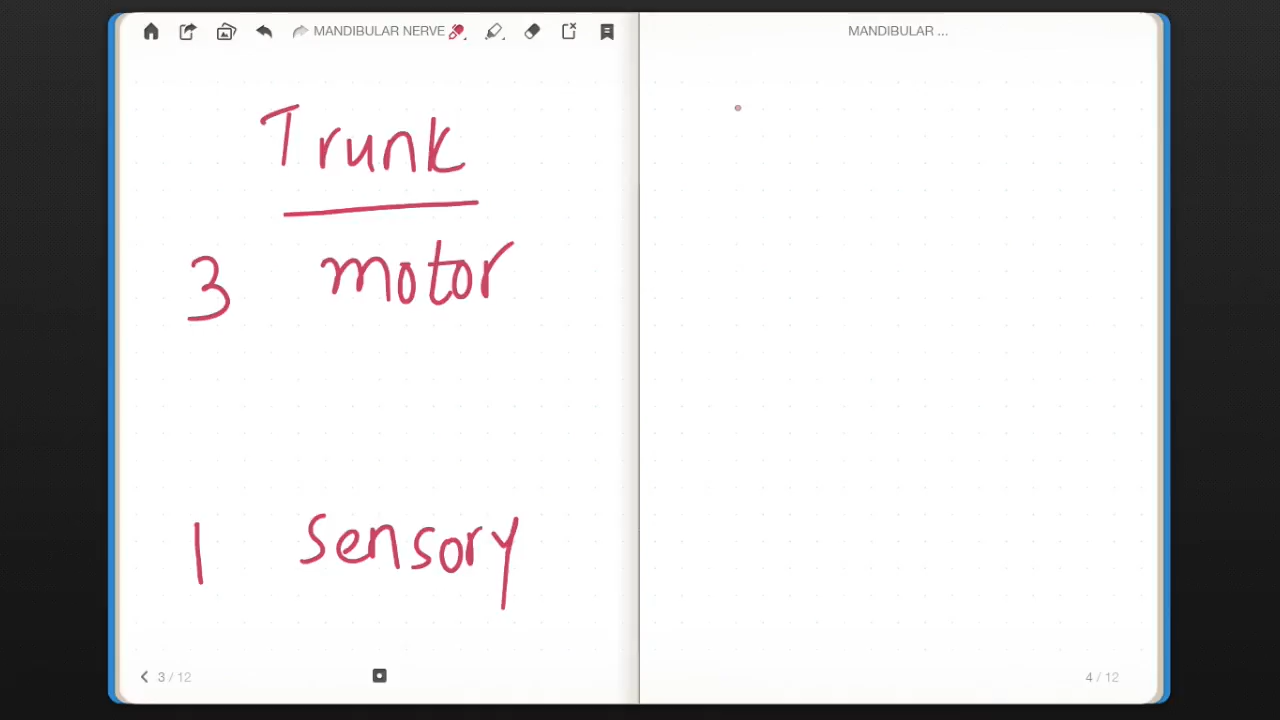 MANDIBULAR NERVE
MANDIBULAR ...
Trunk
3 motor
1 sensory
3 / 12
4 / 12